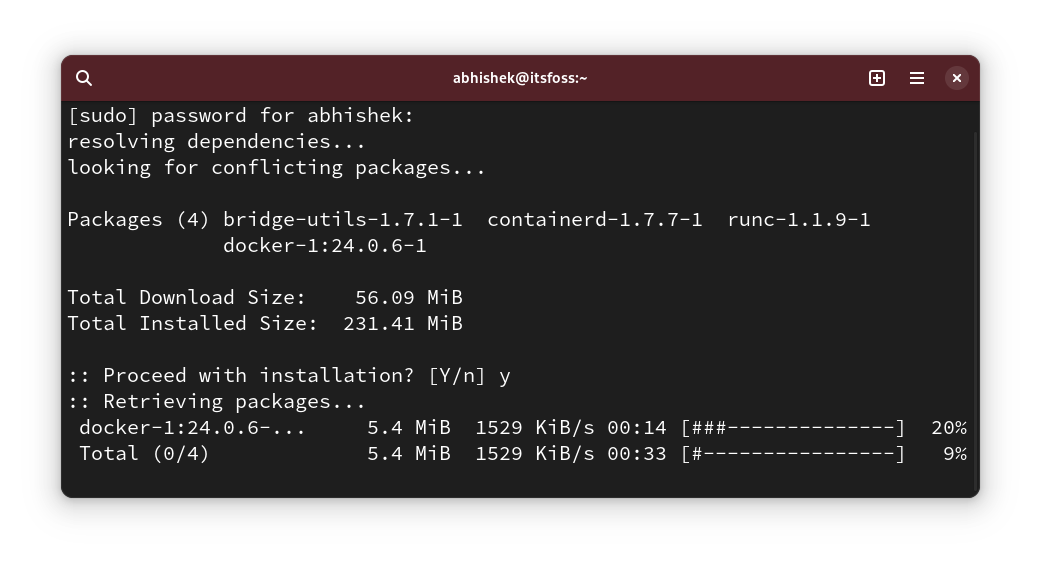 abhishek@itsfoss:~
[sudo] password for abhishek:
resolving dependencies...
looking for conflicting packages...
Packages (4) bridge-utils-1.7.1-1  containerd-1.7.7-1  runc-1.1.9-1
             docker-1:24.0.6-1
Total Download Size:    56.09 MiB
Total Installed Size:  231.41 MiB
:: Proceed with installation? [Y/n] y
:: Retrieving packages...
 docker-1:24.0.6-...     5.4 MiB  1529 KiB/s 00:14 [###--------------]  20%
 Total (0/4)             5.4 MiB  1529 KiB/s 00:33 [#----------------]   9%